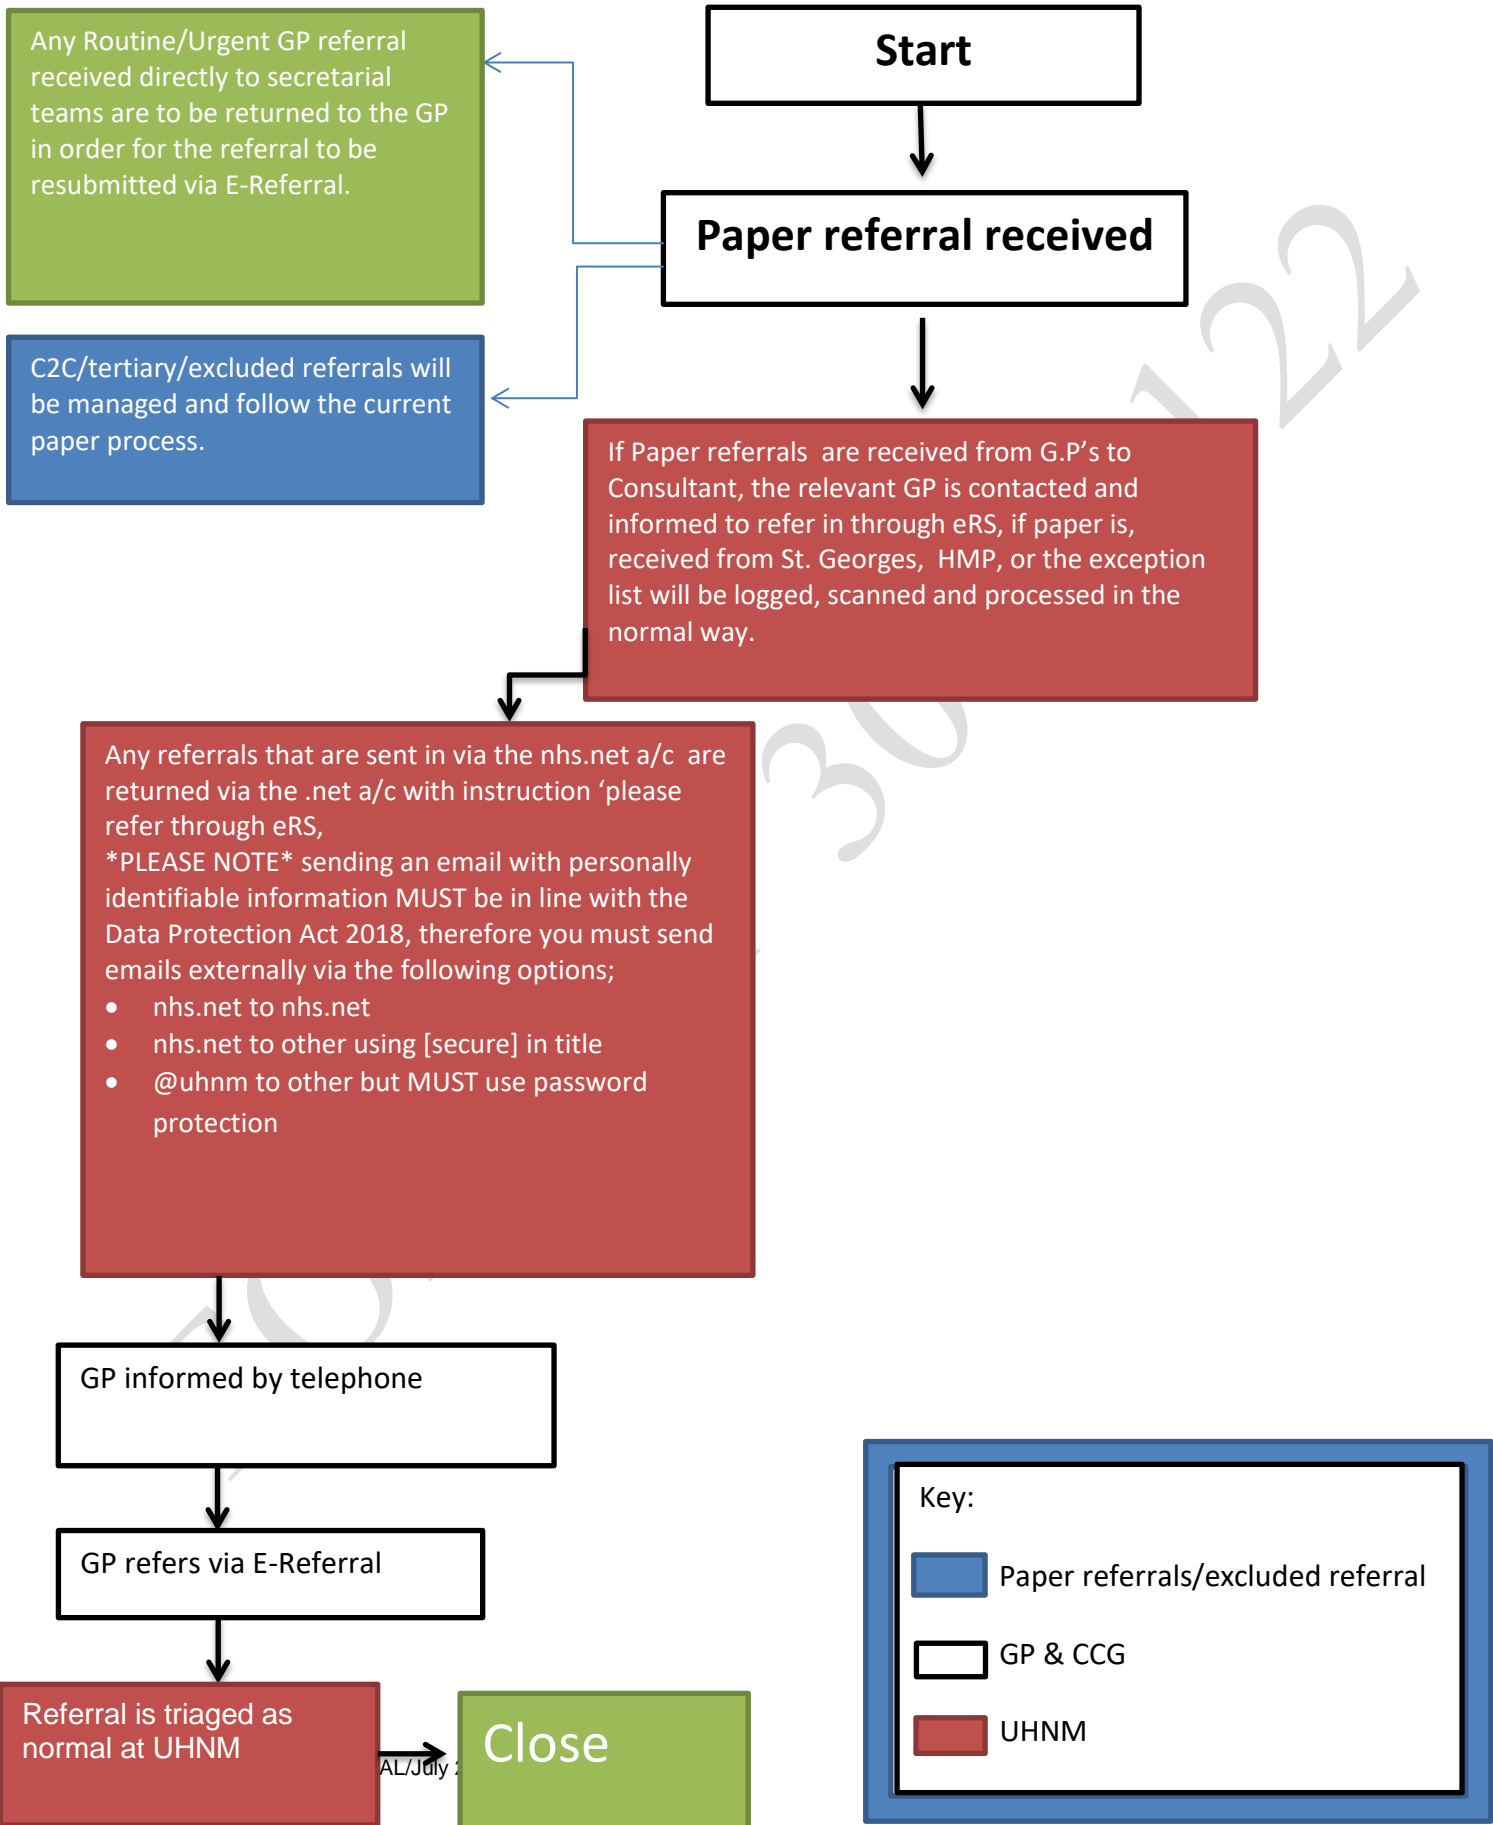 Start
Any Routine/Urgent GP referral
received directly to secretarial
teams are to be returned to the GP
in order for the referral to be
resubmitted via E-Referral.
Paper referral received
C2C/tertiary/excluded referrals will
be managed and follow the current
paper process.
If Paper referrals  are received from G.P’s to
Consultant, the relevant GP is contacted and
informed to refer in through eRS, if paper is,
received from St. Georges,  HMP, or the exception
list will be logged, scanned and processed in the
normal way.
Any referrals that are sent in via the nhs.net a/c  are
returned via the .net a/c with instruction ‘please
refer through eRS,
*PLEASE NOTE* sending an email with personally
identifiable information MUST be in line with the
Data Protection Act 2018, therefore you must send
emails externally via the following options;
• nhs.net to nhs.net
• nhs.net to other using [secure] in title
• @uhnm to other but MUST use password
protection
GP informed by telephone
GP refers via E-Referral
Referral is triaged as
normal at UHNM
AL/July
Close
Key:
Paper referrals/excluded referral
GP & CCG
UHNM
30
122